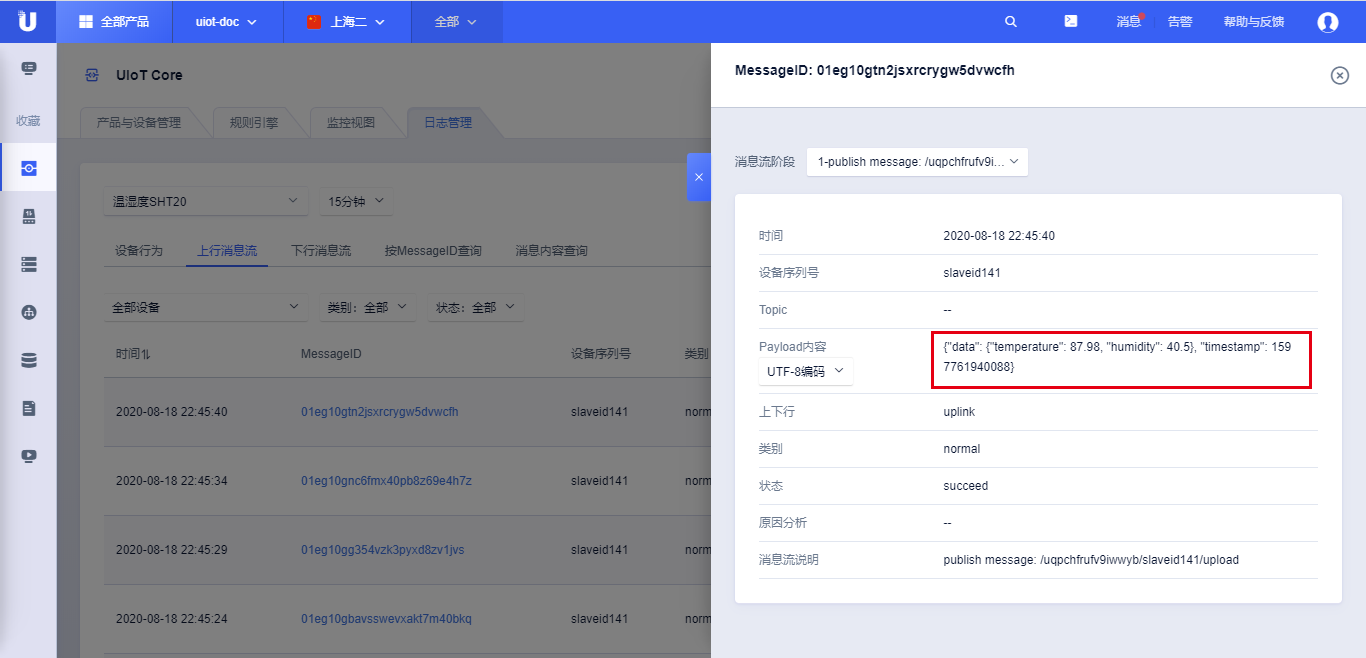 全部产品
uiot-doc
上海二
全部
消息
告警
帮助与反馈
收藏
UIoT Core
产品与设备管理
规则引擎
监控视图
日志管理
温湿度SHT20
15分钟
设备行为
上行消息流
下行消息流
按MessageID查询
消息内容查询
全部设备
类别: 全部
状态: 全部
时间
MessageID
设备序列号
类别
2020-08-18 22:45:40
01eg10gtn2jsxrcrygw5dvwcfh
slaveid141
norm
2020-08-18 22:45:34
01eg10gnc6fmx40pb8z69e4h7z
slaveid141
norm
2020-08-18 22:45:29
01eg10gg354vzk3pyxd8zv1jvs
slaveid141
norm
2020-08-18 22:45:24
01eg10gbavsswevxakt7m40bkq
slaveid141
norm
MessageID: 01eg10gtn2jsxrcrygw5dvwcfh
消息流阶段
1-publish message: /uqpchfrufv9i...
时间
2020-08-18 22:45:40
设备序列号
slaveid141
Topic
--
Payload内容
UTF-8编码
{"data": {"temperature": 87.98, "humidity": 40.5}, "timestamp": 159
7761940088}
上下行
uplink
类别
normal
状态
succeed
原因分析
--
消息流说明
publish message: /uqpchfrufv9iwwyb/slaveid141/upload